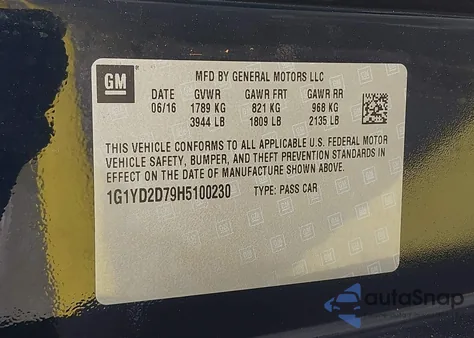 GM
MFD BY GENERAL MOTORS LLC
DATE GVWR GAWR FRT GAWR RR
06/16 1789 KG 821 KG 968 KG
3944 LB 1809 LB 2135 LB
THIS VEHICLE CONFORMS TO ALL APPLICABLE U.S. FEDERAL MOTOR
VEHICLE SAFETY, BUMPER, AND THEFT PREVENTION STANDARDS IN
EFFECT ON THE DATE OF MANUFACTURE SHOWN ABOVE.
1G1YD2D79H5100230 TYPE: PASS CAR
autoSnap